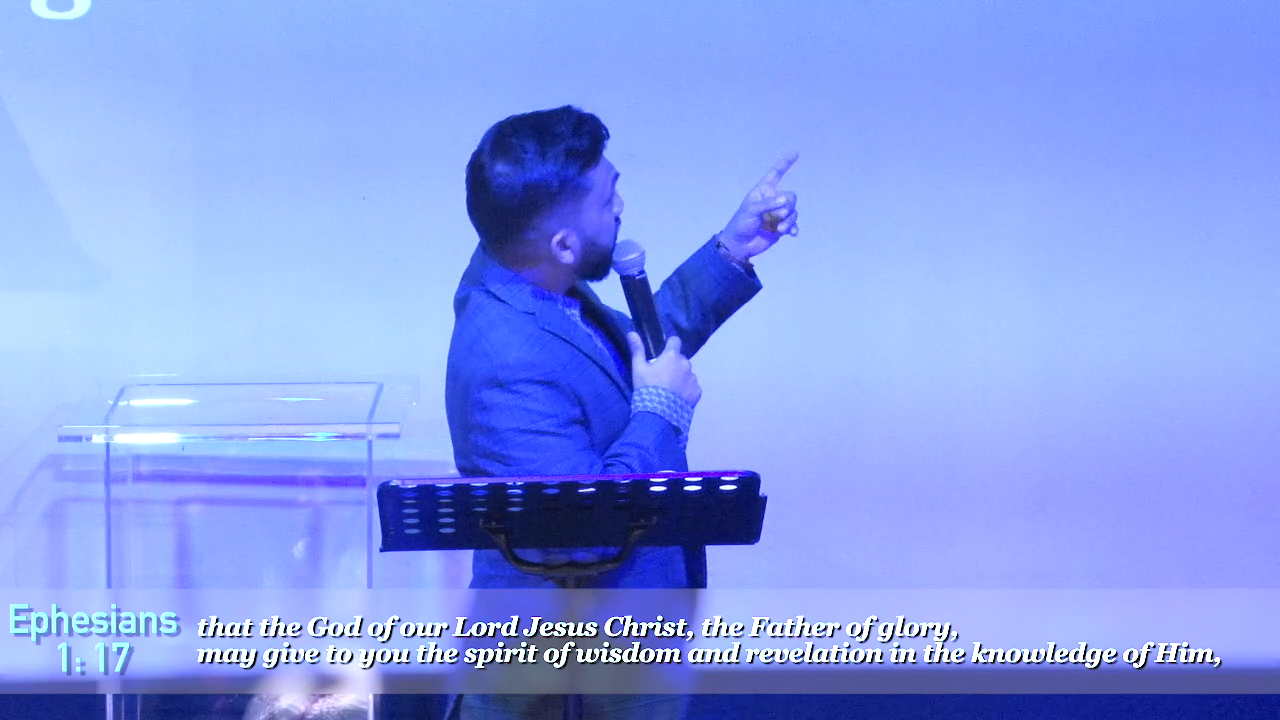 Ephesians
1: 17
that the God of our Lord Jesus Christ, the Father of glory,
may give to you the spirit of wisdom and revelation in the knowledge of Him,